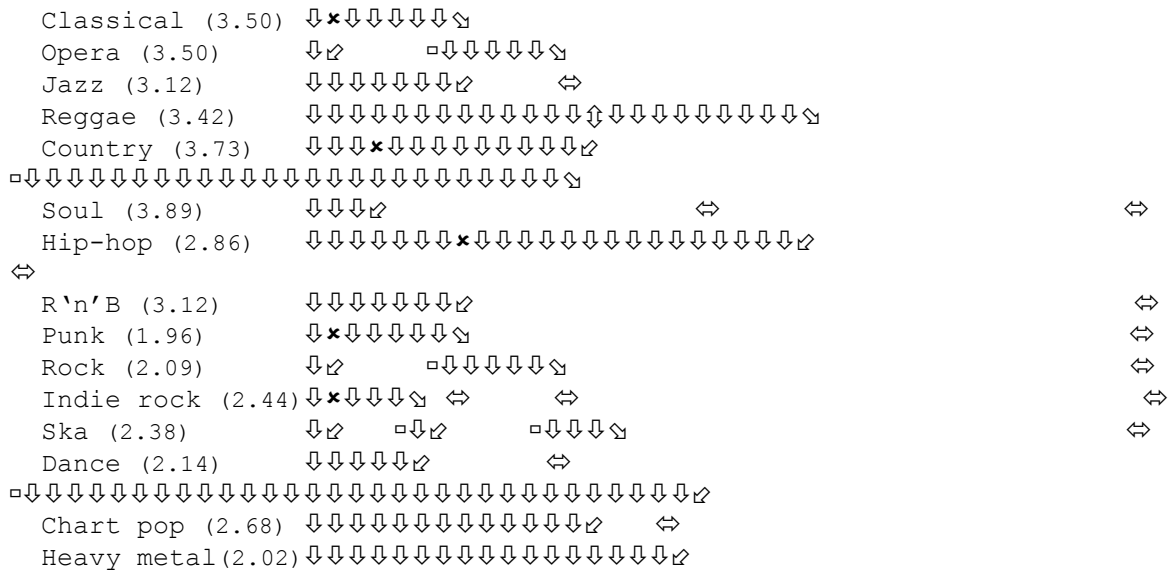 Classical (3.50) ⇩×⇩⇩⇩⇩⇩⬂
Opera (3.50) ⇩⬃ □⇩⇩⇩⇩⇩⬂
Jazz (3.12) ⇩⇩⇩⇩⇩⇩⇩⬃ ⬄
Reggae (3.42) ⇩⇩⇩⇩⇩⇩⇩⇩⇩⇩⇩⇩⇩⇳⇩⇩⇩⇩⇩⇩⇩⇩⇩⬂
Country (3.73) ⇩⇩⇩×⇩⇩⇩⇩⇩⇩⇩⇩⇩⬃
□⇩⇩⇩⇩⇩⇩⇩⇩⇩⇩⇩⇩⇩⇩⇩⇩⇩⇩⇩⇩⇩⇩⇩⇩⇩⬂
Soul (3.89) ⇩⇩⇩⬃ ⬄ ⬄
Hip-hop (2.86) ⇩⇩⇩⇩⇩⇩⇩×⇩⇩⇩⇩⇩⇩⇩⇩⇩⇩⇩⇩⇩⇩⇩⬃
⬄
R‘n’B (3.12) ⇩⇩⇩⇩⇩⇩⇩⬃ ⬄
Punk (1.96) ⇩×⇩⇩⇩⇩⇩⬂ ⬄
Rock (2.09) ⇩⬃ □⇩⇩⇩⇩⇩⬂ ⬄
Indie rock (2.44)⇩×⇩⇩⇩⬂ ⬄ ⬄ ⬄
Ska (2.38) ⇩⬃ □⇩⬃ □⇩⇩⇩⬂ ⬄
Dance (2.14) ⇩⇩⇩⇩⇩⬃ ⬄
□⇩⇩⇩⇩⇩⇩⇩⇩⇩⇩⇩⇩⇩⇩⇩⇩⇩⇩⇩⇩⇩⇩⇩⇩⇩⇩⇩⇩⇩⇩⇩⬃
Chart pop (2.68) ⇩⇩⇩⇩⇩⇩⇩⇩⇩⇩⇩⇩⇩⬃ ⬄
Heavy metal(2.02)⇩⇩⇩⇩⇩⇩⇩⇩⇩⇩⇩⇩⇩⇩⇩⇩⇩⬃